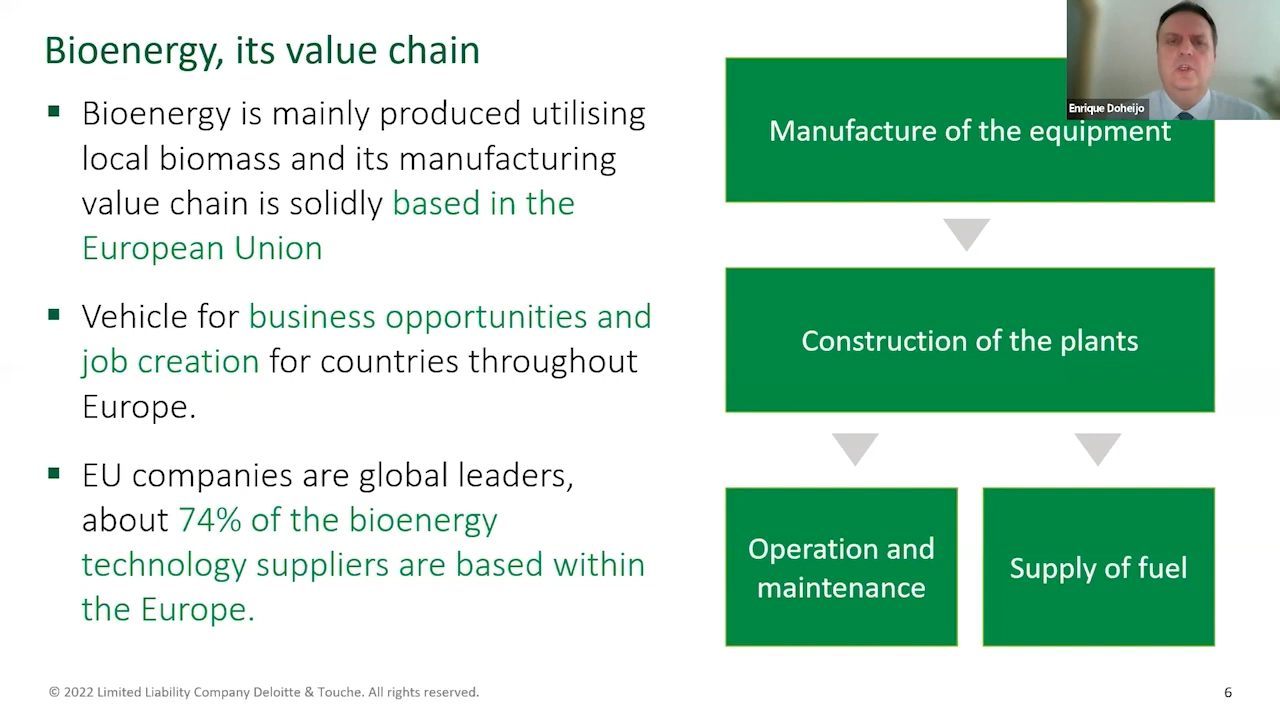 Bioenergy, its value chain
Bioenergy is mainly produced utilising
local biomass and its manufacturing
value chain is solidly based in the
European Union
Vehicle for business opportunities and
job creation for countries throughout
Europe.
EU companies are global leaders,
about 74% of the bioenergy
technology suppliers are based within
the Europe.
Enrique Doheijo
Manufacture of the equipment
Construction of the plants
Operation and
maintenance
Supply of fuel
© 2022 Limited Liability Company Deloitte & Touche. All rights reserved.
6